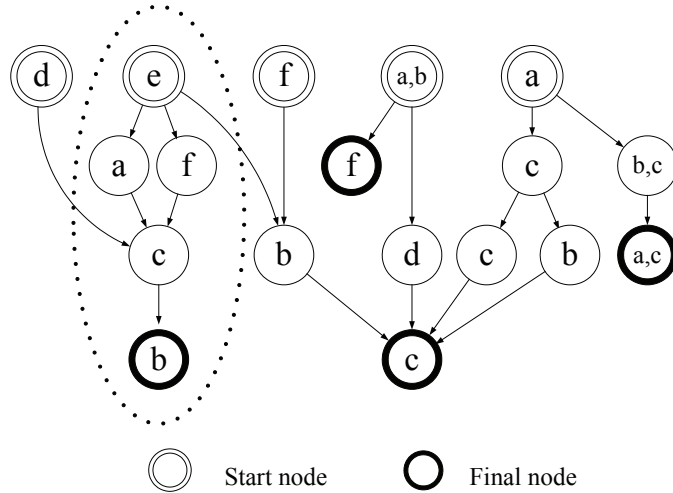 d e f a,b a
a f f c b,c
c b d c b a,c
b c
Start node Final node